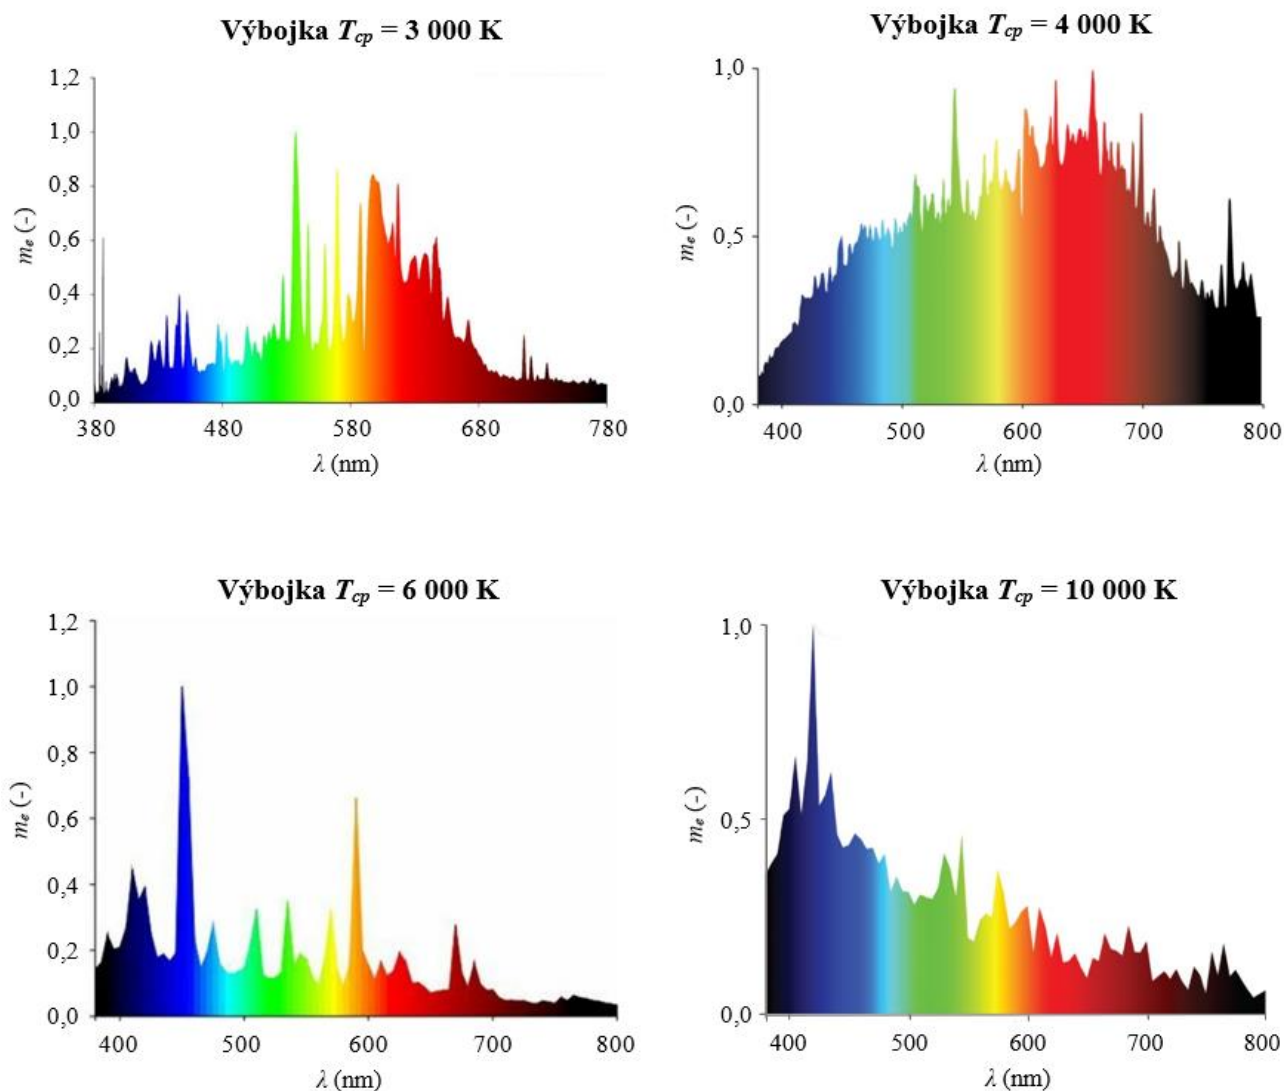 Výbojka Tcp = 3 000 K
1,2
1,0
0,8
0,6
0,4
0,2
0,0
me (-)
380 480 580 680 780
λ (nm)
Výbojka Tcp = 4 000 K
1,0
0,5
0,0
me (-)
400 500 600 700 800
λ (nm)
Výbojka Tcp = 6 000 K
1,2
1,0
0,8
0,6
0,4
0,2
0,0
me (-)
400 500 600 700 800
λ (nm)
Výbojka Tcp = 10 000 K
1,0
0,5
0,0
me (-)
400 500 600 700 800
λ (nm)